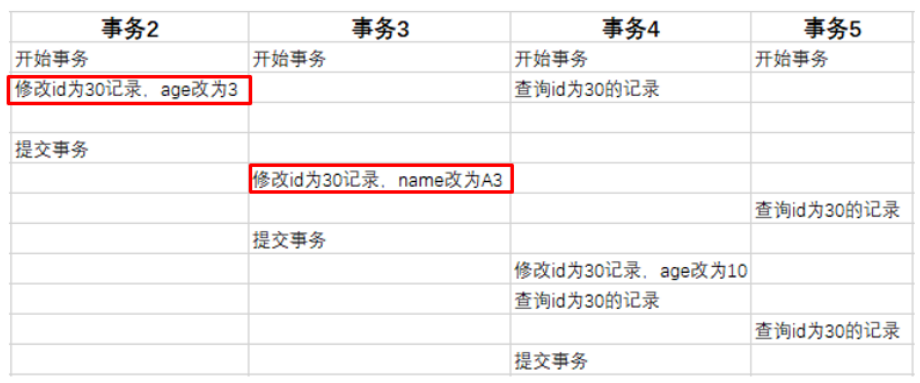 事务2 事务3 事务4 事务5
开始事务 开始事务 开始事务 开始事务
修改id为30记录，age改为3 查询id为30的记录
提交事务
修改id为30记录，name改为A3
查询id为30的记录
提交事务
修改id为30记录，age改为10
查询id为30的记录
查询id为30的记录
提交事务